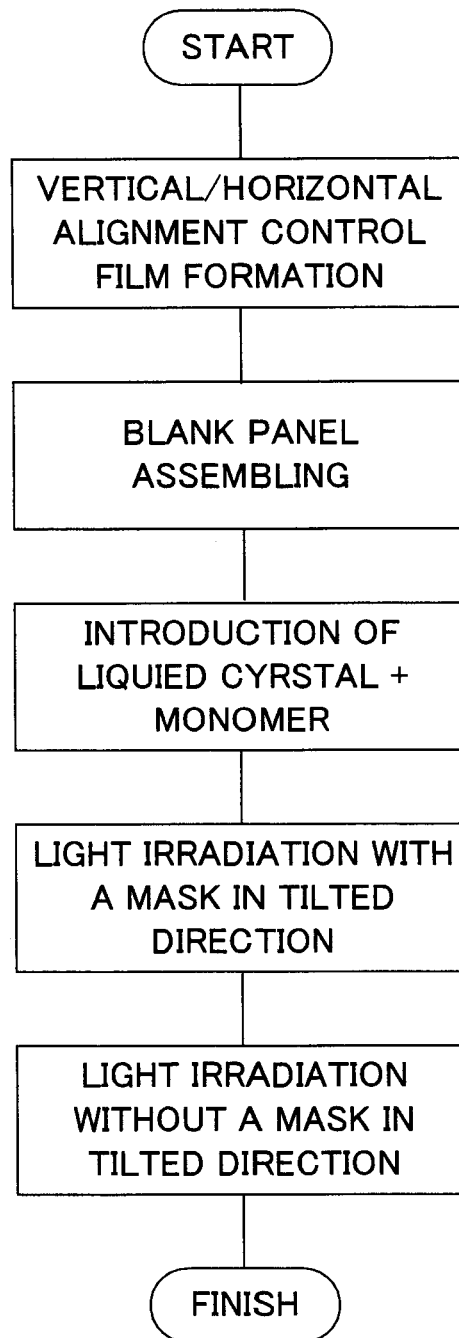 START
VERTICAL/HORIZONTAL
ALIGNMENT CONTROL
FILM FORMATION
BLANK PANEL
ASSEMBLING
INTRODUCTION OF
LIQUIED CYRSTAL +
MONOMER
LIGHT IRRADIATION WITH
A MASK IN TILTED
DIRECTION
LIGHT IRRADIATION
WITHOUT A MASK IN
TILTED DIRECTION
FINISH